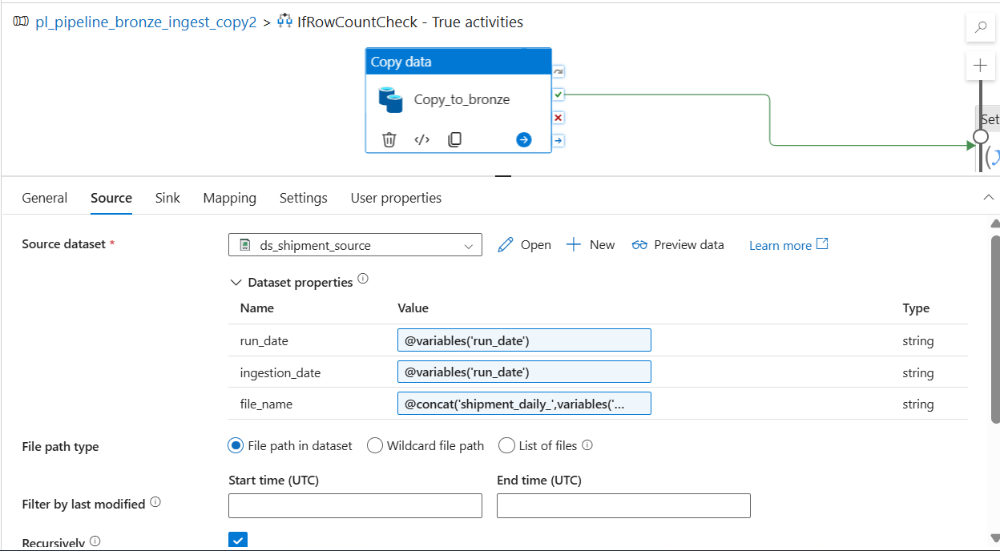 pl_pipeline_bronze_ingest_copy2 > IfRowCountCheck - True activities
Copy data
Copy_to_bronze
Set
General Source Sink Mapping Settings User properties
Source dataset * ds_shipment_source Open New Preview data Learn more
Dataset properties
Name Value Type
run_date @variables('run_date') string
ingestion_date @variables('run_date') string
file_name @concat('shipment_daily_',variables('... string
File path type File path in dataset Wildcard file path List of files
Start time (UTC) End time (UTC)
Filter by last modified
Recursively